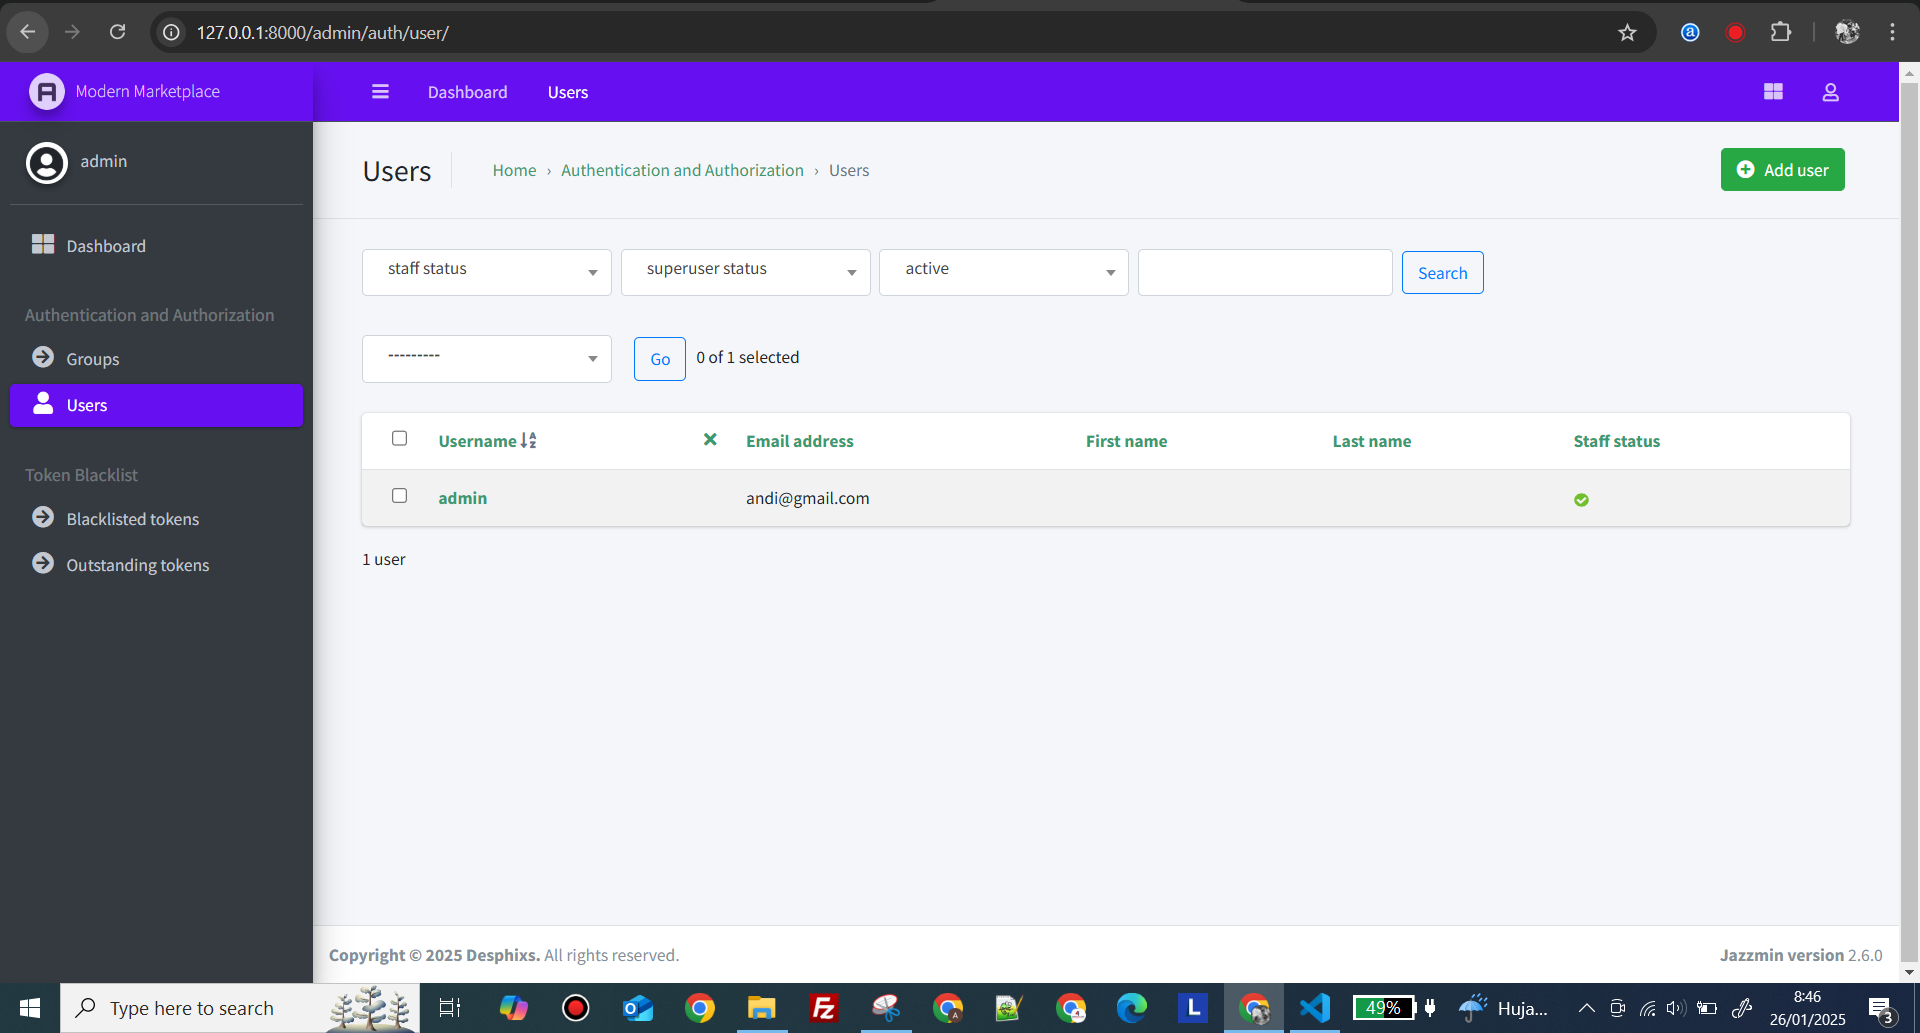 127.0.0.1:8000/admin/auth/user/
Modern Marketplace
Dashboard
Users
admin
Users
Home › Authentication and Authorization › Users
Add user
Dashboard
staff status
superuser status
active
Search
Authentication and Authorization
---------
Go
0 of 1 selected
Groups
Users
Username
Email address
First name
Last name
Staff status
Token Blacklist
admin
andi@gmail.com
Blacklisted tokens
1 user
Outstanding tokens
Copyright © 2025 Desphixs. All rights reserved.
Jazzmin version 2.6.0
Type here to search
49%
Huja...
8:46
26/01/2025
3